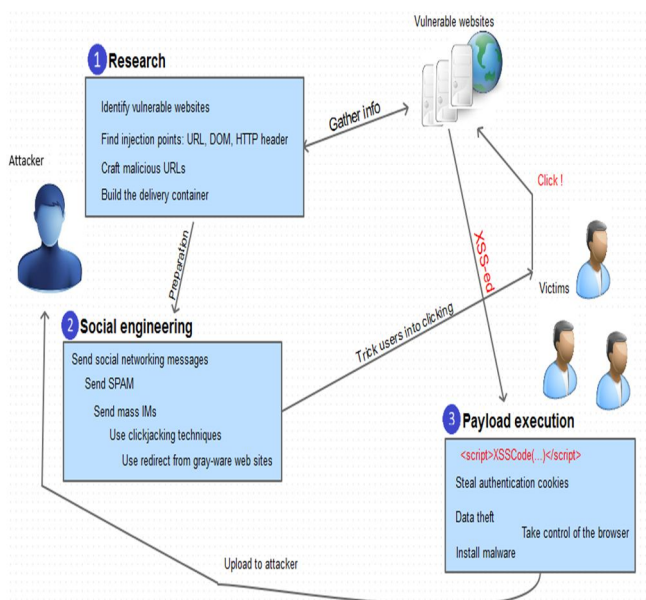 Vulnerable websites
1 Research
Identify vulnerable websites
Find injection points: URL, DOM, HTTP header
Craft malicious URLs
Build the delivery container
Gather info
Attacker
Click !
Preparation
XSS-ed
Victims
2 Social engineering
Trick users into clicking
Send social networking messages
Send SPAM
Send mass IMs
Use clickjacking techniques
Use redirect from gray-ware web sites
3 Payload execution
<script>XSSCode(...)</script>
Steal authentication cookies
Data theft
Take control of the browser
Install malware
Upload to attacker